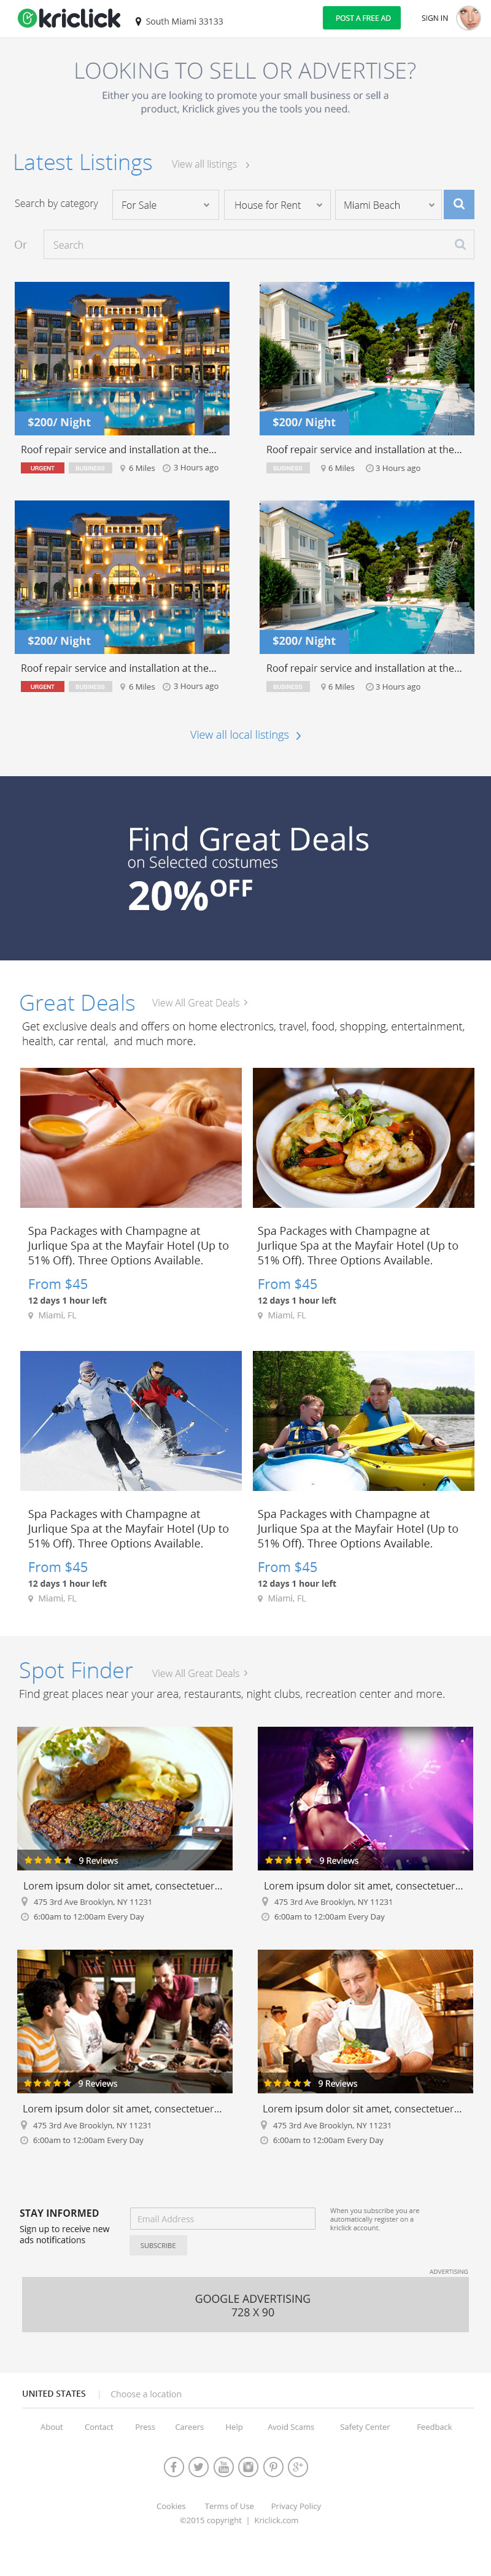 kriclick
South Miami 33133
POST A FREE AD
SIGN IN
LOOKING TO SELL OR ADVERTISE?
Either you are looking to promote your small business or sell a
product, Kriclick gives you the tools you need.
Latest Listings
View all listings
Search by category
For Sale
House for Rent
Miami Beach
Or
Search
$200/ Night
$200/ Night
Roof repair service and installation at the...
Roof repair service and installation at the...
URGENT BUSINESS 6 Miles 3 Hours ago
BUSINESS 6 Miles 3 Hours ago
$200/ Night
$200/ Night
Roof repair service and installation at the...
Roof repair service and installation at the...
URGENT BUSINESS 6 Miles 3 Hours ago
BUSINESS 6 Miles 3 Hours ago
View all local listings
Find Great Deals
on Selected costumes
20%OFF
Great Deals
View All Great Deals
Get exclusive deals and offers on home electronics, travel, food, shopping, entertainment,
health, car rental, and much more.
Spa Packages with Champagne at
Jurlique Spa at the Mayfair Hotel (Up to
51% Off). Three Options Available.
From $45
12 days 1 hour left
Miami, FL
Spa Packages with Champagne at
Jurlique Spa at the Mayfair Hotel (Up to
51% Off). Three Options Available.
From $45
12 days 1 hour left
Miami, FL
Spa Packages with Champagne at
Jurlique Spa at the Mayfair Hotel (Up to
51% Off). Three Options Available.
From $45
12 days 1 hour left
Miami, FL
Spa Packages with Champagne at
Jurlique Spa at the Mayfair Hotel (Up to
51% Off). Three Options Available.
From $45
12 days 1 hour left
Miami, FL
Spot Finder
View All Great Deals
Find great places near your area, restaurants, night clubs, recreation center and more.
9 Reviews
Lorem ipsum dolor sit amet, consectetuer...
475 3rd Ave Brooklyn, NY 11231
6:00am to 12:00am Every Day
9 Reviews
Lorem ipsum dolor sit amet, consectetuer...
475 3rd Ave Brooklyn, NY 11231
6:00am to 12:00am Every Day
9 Reviews
Lorem ipsum dolor sit amet, consectetuer...
475 3rd Ave Brooklyn, NY 11231
6:00am to 12:00am Every Day
9 Reviews
Lorem ipsum dolor sit amet, consectetuer...
475 3rd Ave Brooklyn, NY 11231
6:00am to 12:00am Every Day
STAY INFORMED
Sign up to receive new
ads notifications
Email Address
SUBSCRIBE
When you subscribe you are
automatically register on a
kriclick account.
ADVERTISING
GOOGLE ADVERTISING
728 X 90
UNITED STATES | Choose a location
About Contact Press Careers Help Avoid Scams Safety Center Feedback
Cookies Terms of Use Privacy Policy
©2015 copyright | Kriclick.com